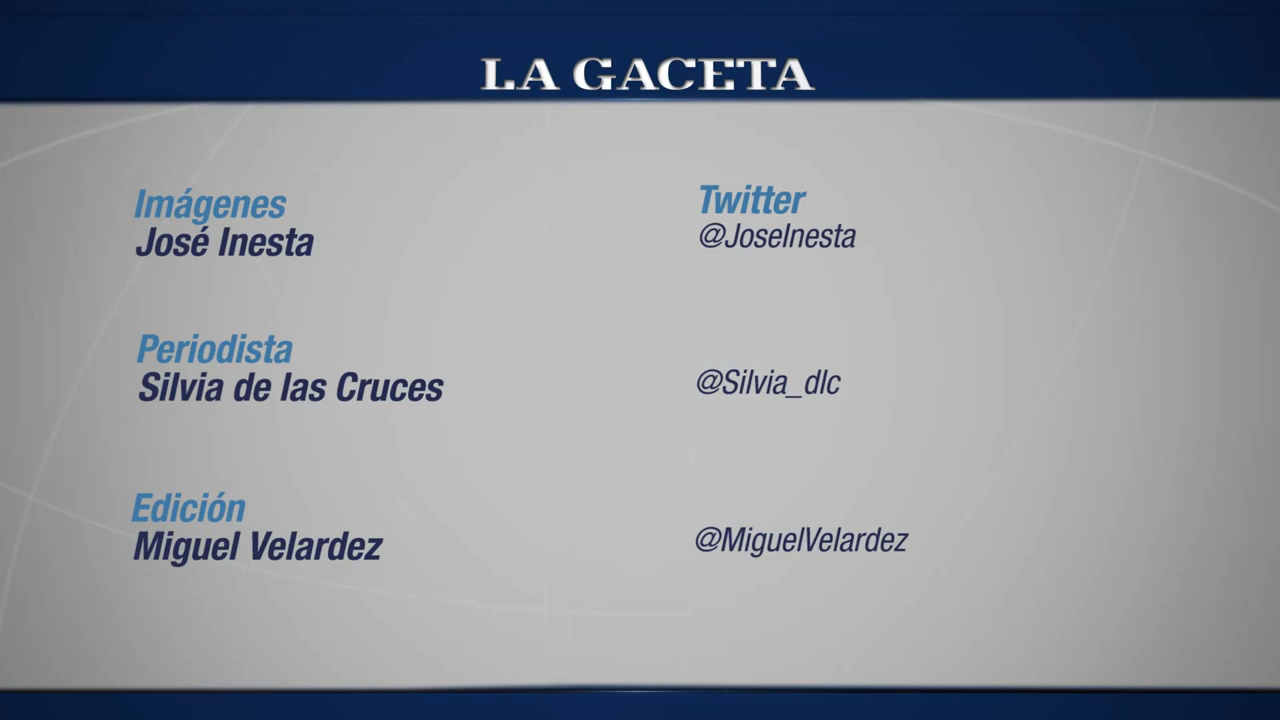 LA GACETA
Imágenes
José Inesta
Twitter
@JoseInesta
Periodista
Silvia de las Cruces
@Silvia_dlc
Edición
Miguel Velardez
@MiguelVelardez